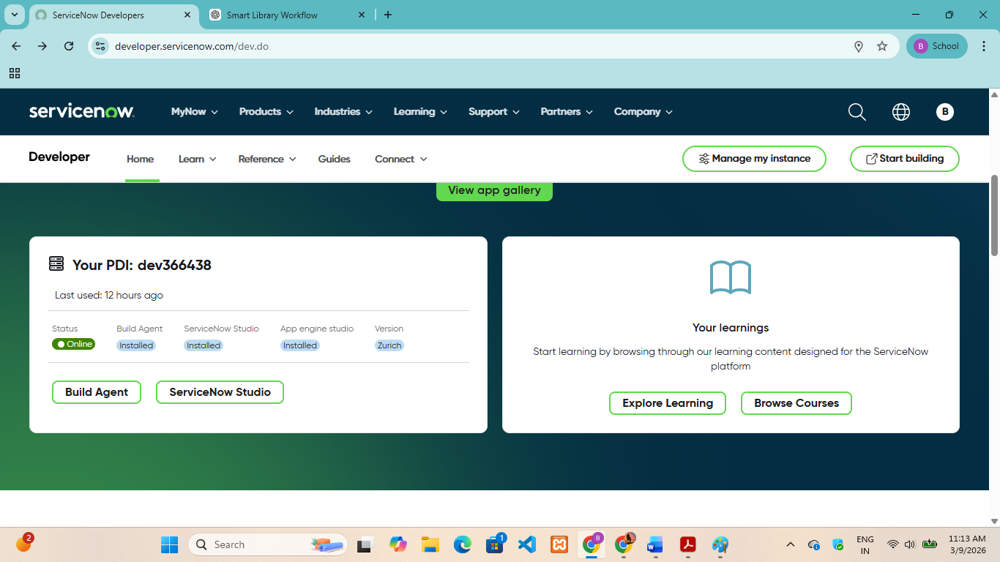 ServiceNow Developers
Smart Library Workflow
developer.servicenow.com/dev.do
B School
servicenow.
MyNow Products Industries Learning Support Partners Company
B
Developer
Home Learn Reference Guides Connect
Manage my instance
Start building
View app gallery
Your PDI: dev366438
Last used: 12 hours ago
Status Build Agent ServiceNow Studio App engine studio Version
Online Installed Installed Installed Zurich
Build Agent ServiceNow Studio
Your learnings
Start learning by browsing through our learning content designed for the ServiceNow
platform
Explore Learning Browse Courses
2
Search
1
B
ENG
IN
11:13 AM
3/9/2026